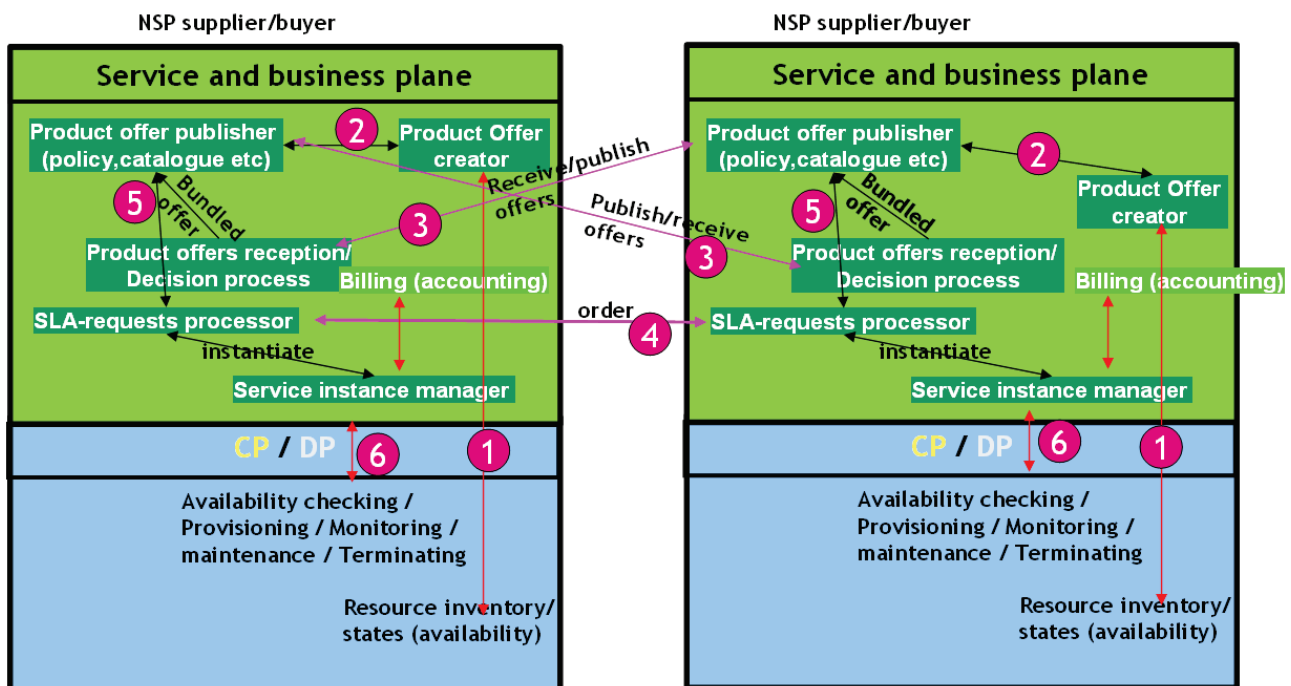 NSP supplier/buyer
Service and business plane
Product offer publisher
(policy,catalogue etc)
2
Product Offer
creator
5
Bundled
offer
3
Receive/publish
offers
Product offers reception/
Decision process
Billing (accounting)
SLA-requests processor
instantiate
Service instance manager
CP / DP
6
1
Availability checking /
Provisioning / Monitoring /
maintenance / Terminating
Resource inventory/
states (availability)
Publish/receive
offers
3
order
4
NSP supplier/buyer
Service and business plane
Product offer publisher
(policy,catalogue etc)
2
Product Offer
creator
5
Bundled
offer
Product offers reception/
Decision process
Billing (accounting)
SLA-requests processor
instantiate
Service instance manager
CP / DP
6
1
Availability checking /
Provisioning / Monitoring /
maintenance / Terminating
Resource inventory/
states (availability)